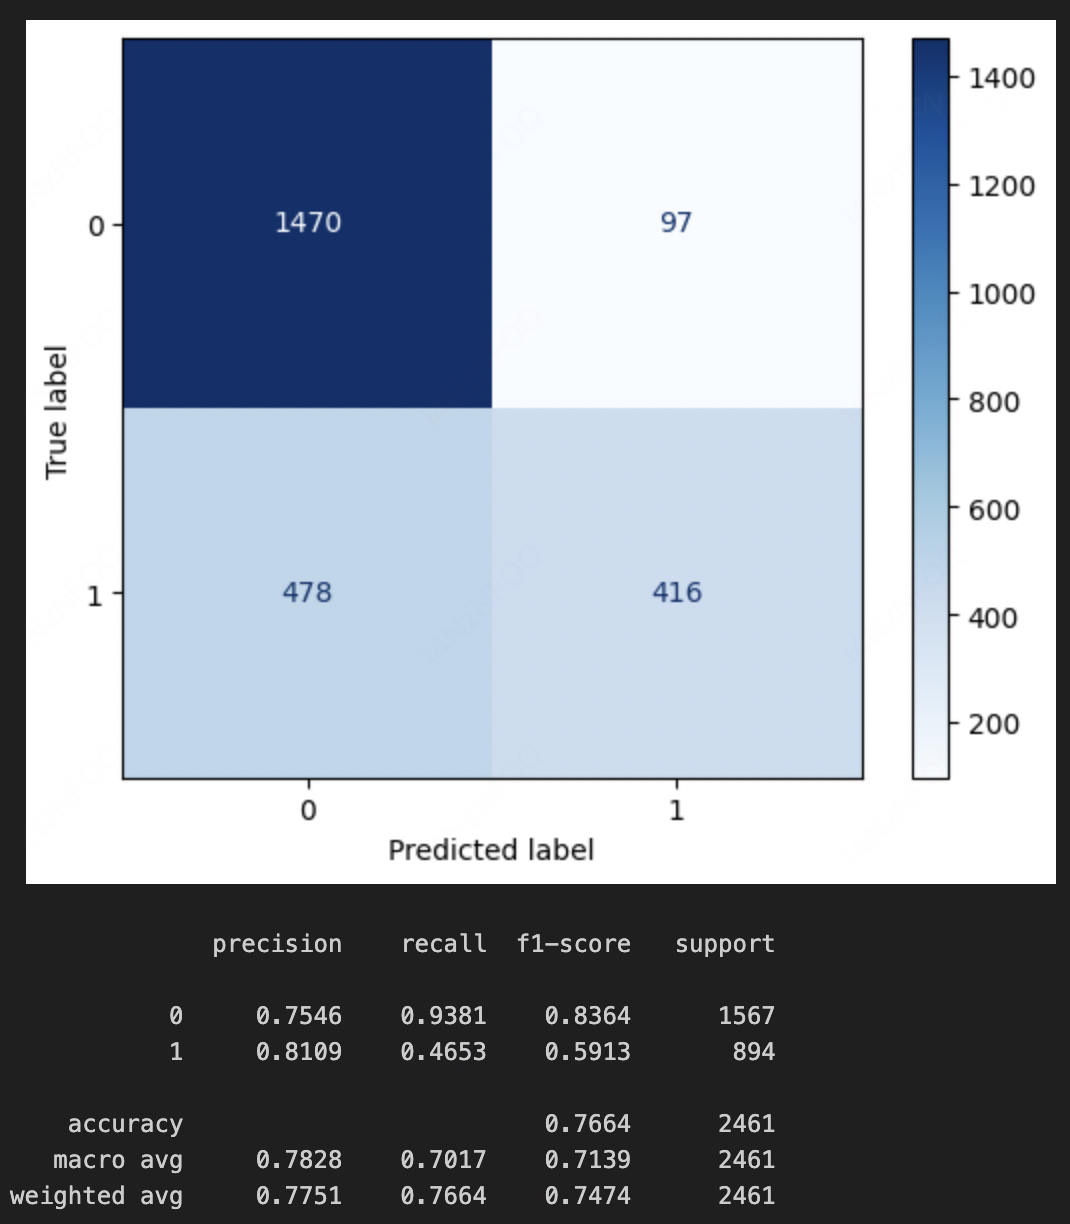 1400
1200
1000
800
600
400
200
0
1470
97
True label
1
478
416
0
1
Predicted label
precision recall f1-score support
0 0.7546 0.9381 0.8364 1567
1 0.8109 0.4653 0.5913 894
accuracy 0.7664 2461
macro avg 0.7828 0.7017 0.7139 2461
weighted avg 0.7751 0.7664 0.7474 2461